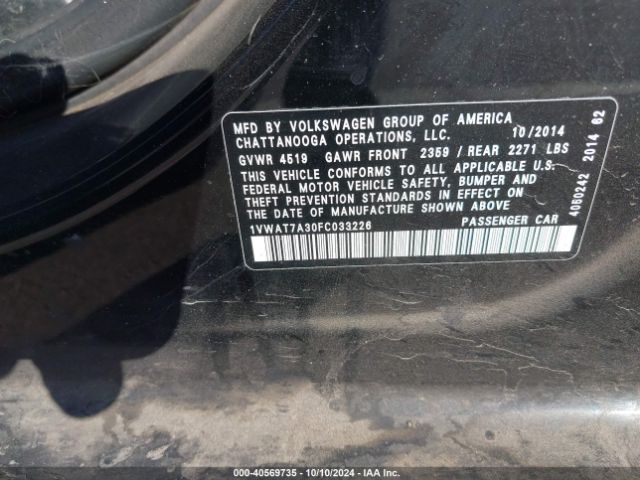 MFD BY VOLKSWAGEN GROUP OF AMERICA
CHATTANOOGA OPERATIONS, LLC. 10/2014
GVWR 4519 GAWR FRONT 2359 / REAR 2271 LBS
THIS VEHICLE CONFORMS TO ALL APPLICABLE U.S.
FEDERAL MOTOR VEHICLE SAFETY, BUMPER AND
THEFT PREVENTION STANDARDS IN EFFECT ON
THE DATE OF MANUFACTURE SHOWN ABOVE
1VWAT7A30FC033226 PASSENGER CAR
4050242 2014 62
000-40569735 - 10/10/2024 - IAA Inc.